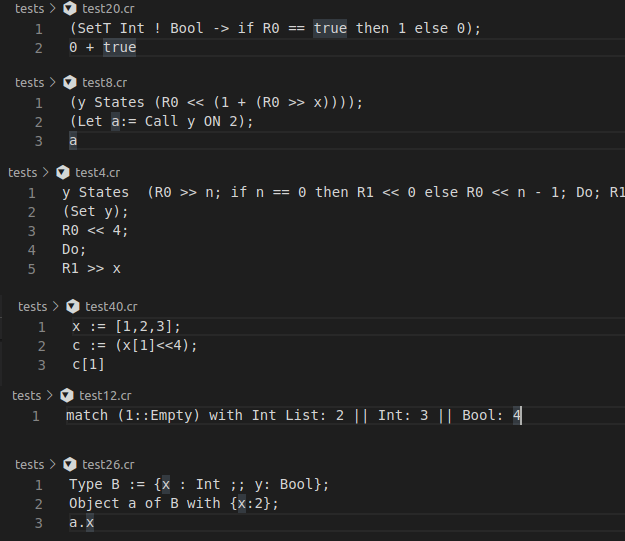 tests > test20.cr
1 (SetT Int ! Bool -> if R0 == true then 1 else 0);
2 0 + true
tests > test8.cr
1 (y States (R0 << (1 + (R0 >> x))));
2 (Let a:= Call y ON 2);
3 a
tests > test4.cr
1 y States  (R0 >> n; if n == 0 then R1 << 0 else R0 << n - 1; Do; R1
2 (Set y);
3 R0 << 4;
4 Do;
5 R1 >> x
tests > test40.cr
1 x := [1,2,3];
2 c := (x[1]<<4);
3 c[1]
tests > test12.cr
1 match (1::Empty) with Int List: 2 || Int: 3 || Bool: 4
tests > test26.cr
1 Type B := {x : Int ;; y: Bool};
2 Object a of B with {x:2};
3 a.x